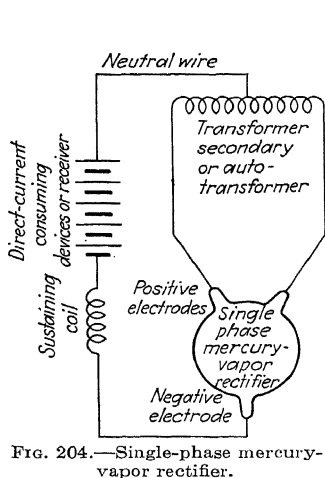 Neutral wire
Transformer
secondary
or auto-
transformer
Direct-current
consuming
devices or receiver
Sustaining
coil
Positive
electrodes
Single
phase
mercury-
vapor
rectifier
Negative
electrode
FIG. 204.—Single-phase mercury-
vapor rectifier.